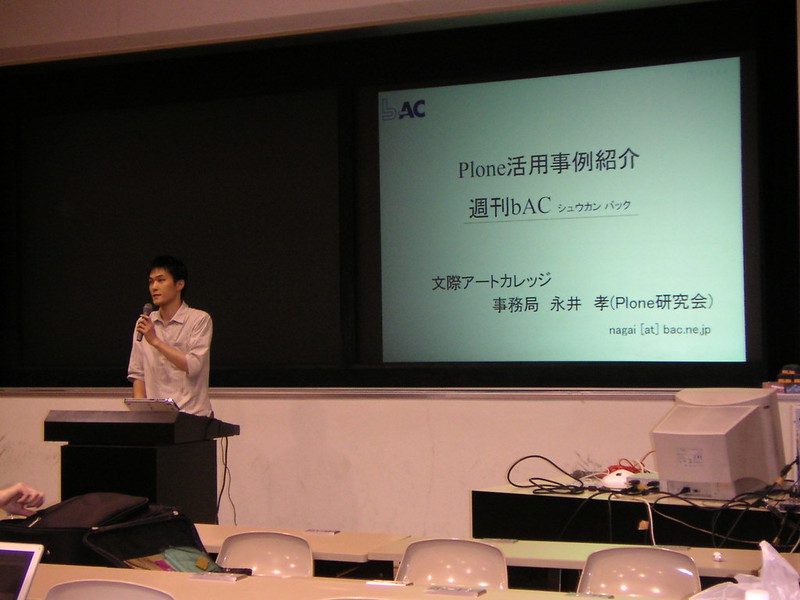 bAC
Plone活用事例紹介
週刊bAC シュウカン バック
文際アートカレッジ
事務局 永井 孝(Plone研究会)
nagai [at] bac.ne.jp